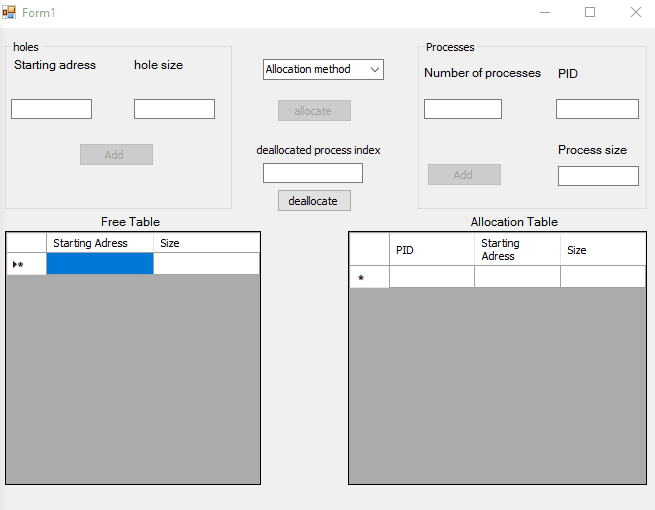 Form1
holes
Starting adress
hole size
Add
Allocation method
allocate
deallocated process index
deallocate
Processes
Number of processes
PID
Process size
Add
Free Table
Starting Adress
Size
Allocation Table
PID
Starting
Adress
Size